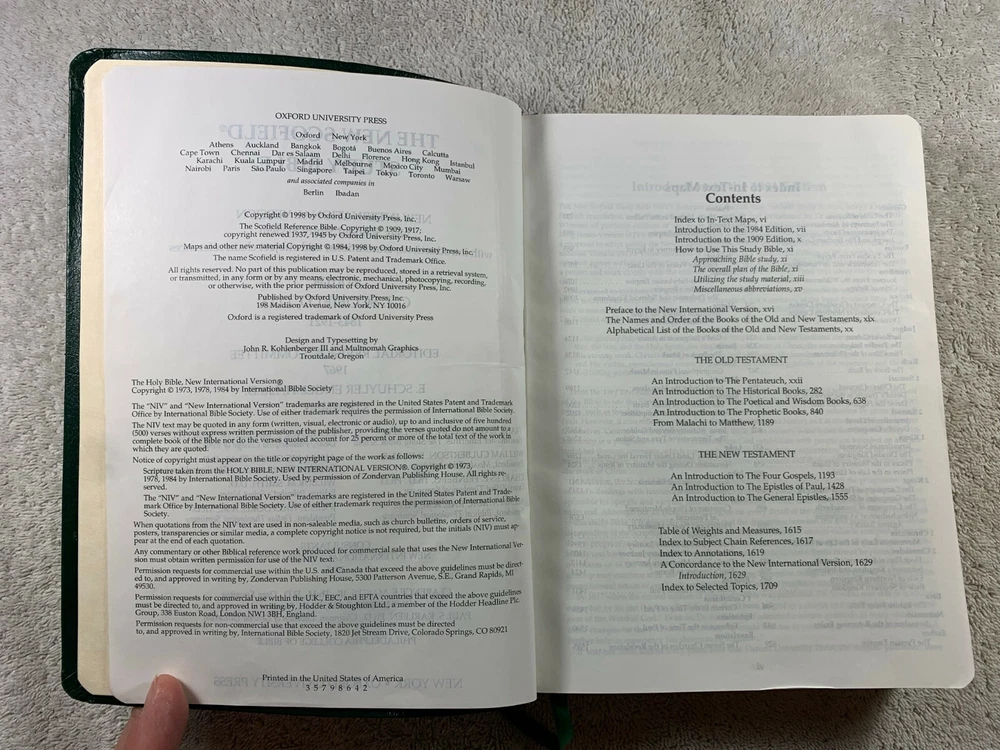 OXFORD UNIVERSITY PRESS
Oxford New York
Athens Auckland Bangkok Bogotá Buenos Aires Calcutta
Cape Town Chennai Dar es Salaam Delhi Florence Hong Kong Istanbul
Karachi Kuala Lumpur Madrid Melbourne Mexico City Mumbai
Nairobi Paris São Paulo Singapore Taipei Tokyo Toronto Warsaw
and associated companies in
Berlin Ibadan
Copyright © 1998 by Oxford University Press, Inc.
The Scofield Reference Bible. Copyright © 1909, 1917;
copyright renewed 1937, 1945 by Oxford University Press, Inc.
Maps and other new material Copyright © 1984, 1998 by Oxford University Press, Inc.
The name Scofield is registered in U.S. Patent and Trademark Office.
All rights reserved. No part of this publication may be reproduced, stored in a retrieval system,
or transmitted, in any form or by any means, electronic, mechanical, photocopying, recording,
or otherwise, with the prior permission of Oxford University Press, Inc.
Published by Oxford University Press, Inc.
198 Madison Avenue, New York, NY 10016
Oxford is a registered trademark of Oxford University Press
Design and Typesetting by
John R. Kohlenberger III and Multnomah Graphics
Troutdale, Oregon
The Holy Bible, New International Version®
Copyright © 1973, 1978, 1984 by International Bible Society
The "NIV" and "New International Version" trademarks are registered in the United States Patent and Trademark
Office by International Bible Society. Use of either trademark requires the permission of International Bible Society.
The NIV text may be quoted in any form (written, visual, electronic or audio), up to and inclusive of five hundred
(500) verses without express written permission of the publisher, providing the verses quoted do not amount to a
complete book of the Bible nor do the verses quoted account for 25 percent or more of the total text of the work in
which they are quoted.
Notice of copyright must appear on the title or copyright page of the work as follows:
Scripture taken from the HOLY BIBLE, NEW INTERNATIONAL VERSION®. Copyright © 1973,
1978, 1984 by International Bible Society. Used by permission of Zondervan Publishing House. All rights re-
served.
The "NIV" and "New International Version" trademarks are registered in the United States Patent and Trade-
mark Office by International Bible Society. Use of either trademark requires the permission of International Bible
Society.
When quotations from the NIV text are used in non-saleable media, such as church bulletins, orders of service,
posters, transparencies or similar media, a complete copyright notice is not required, but the initials (NIV) must ap-
pear at the end of each quotation.
Any commentary or other Biblical reference work produced for commercial sale that uses the New International Ver-
sion must obtain written permission for use of the NIV text.
Permission requests for commercial use within the U.S. and Canada that exceed the above guidelines must be direct-
ed to, and approved in writing by, Zondervan Publishing House, 5300 Patterson Avenue, S.E., Grand Rapids, MI
49530.
Permission requests for commercial use within the U.K., EEC, and EFTA countries that exceed the above guidelines
must be directed to, and approved in writing by, Hodder & Stoughton Ltd., a member of the Hodder Headline Plc.
Group, 338 Euston Road, London NW1 3BH, England.
Permission requests for non-commercial use that exceed the above guidelines must be directed
to, and approved in writing by, International Bible Society, 1820 Jet Stream Drive, Colorado Springs, CO 80921
Printed in the United States of America
3 5 7 9 8 6 4 2
Contents
Index to In-Text Maps, vi
Introduction to the 1984 Edition, vii
Introduction to the 1909 Edition, x
How to Use This Study Bible, xi
Approaching Bible study, xi
The overall plan of the Bible, xi
Utilizing the study material, xiii
Miscellaneous abbreviations, xv
Preface to the New International Version, xvi
The Names and Order of the Books of the Old and New Testaments, xix
Alphabetical List of the Books of the Old and New Testaments, xx
THE OLD TESTAMENT
An Introduction to The Pentateuch, xxii
An Introduction to The Historical Books, 282
An Introduction to The Poetical and Wisdom Books, 638
An Introduction to The Prophetic Books, 840
From Malachi to Matthew, 1189
THE NEW TESTAMENT
An Introduction to The Four Gospels, 1193
An Introduction to The Epistles of Paul, 1428
An Introduction to The General Epistles, 1555
Table of Weights and Measures, 1615
Index to Subject Chain References, 1617
Index to Annotations, 1619
A Concordance to the New International Version, 1629
Introduction, 1629
Index to Selected Topics, 1709